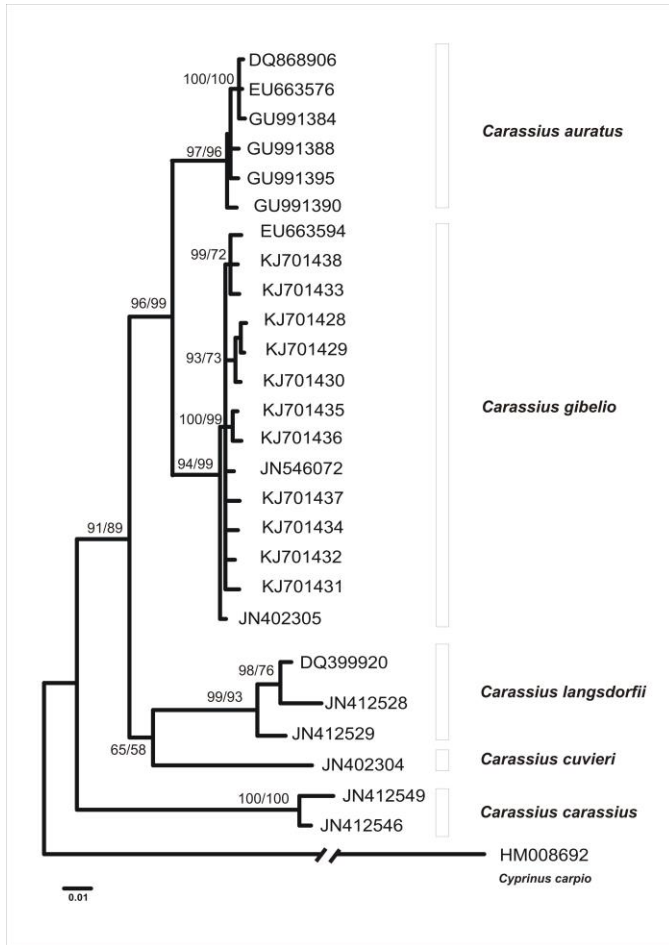 DQ868906
100/100
EU663576
GU991384
Carassius auratus
97/96
GU991388
GU991395
GU991390
EU663594
99/72
KJ701438
KJ701433
KJ701428
93/73
KJ701429
KJ701430
96/99
Carassius gibelio
KJ701435
100/99
KJ701436
94/99
JN546072
KJ701437
KJ701434
91/89
KJ701432
KJ701431
JN402305
DQ399920
98/76
99/93
JN412528
Carassius langsdorfii
JN412529
65/58
JN402304
Carassius cuvieri
100/100
JN412549
Carassius carassius
JN412546
HM008692
Cyprinus carpio
0.01